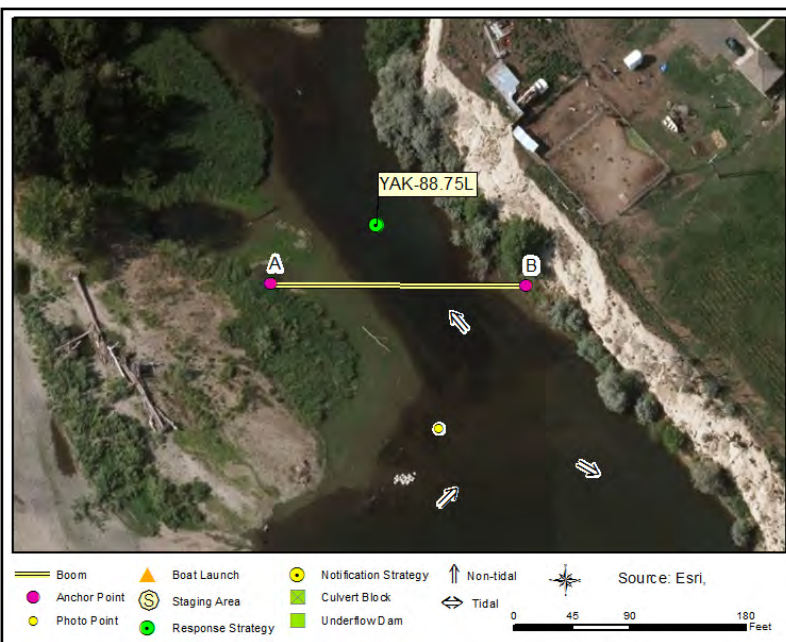 YAK-88.75L
A
B
Boom
Anchor Point
Photo Point
Boat Launch
S Staging Area
Response Strategy
Notification Strategy
Culvert Block
Underflow Dam
Non-tidal
Tidal
Source: Esri,
0 45 90 180
Feet